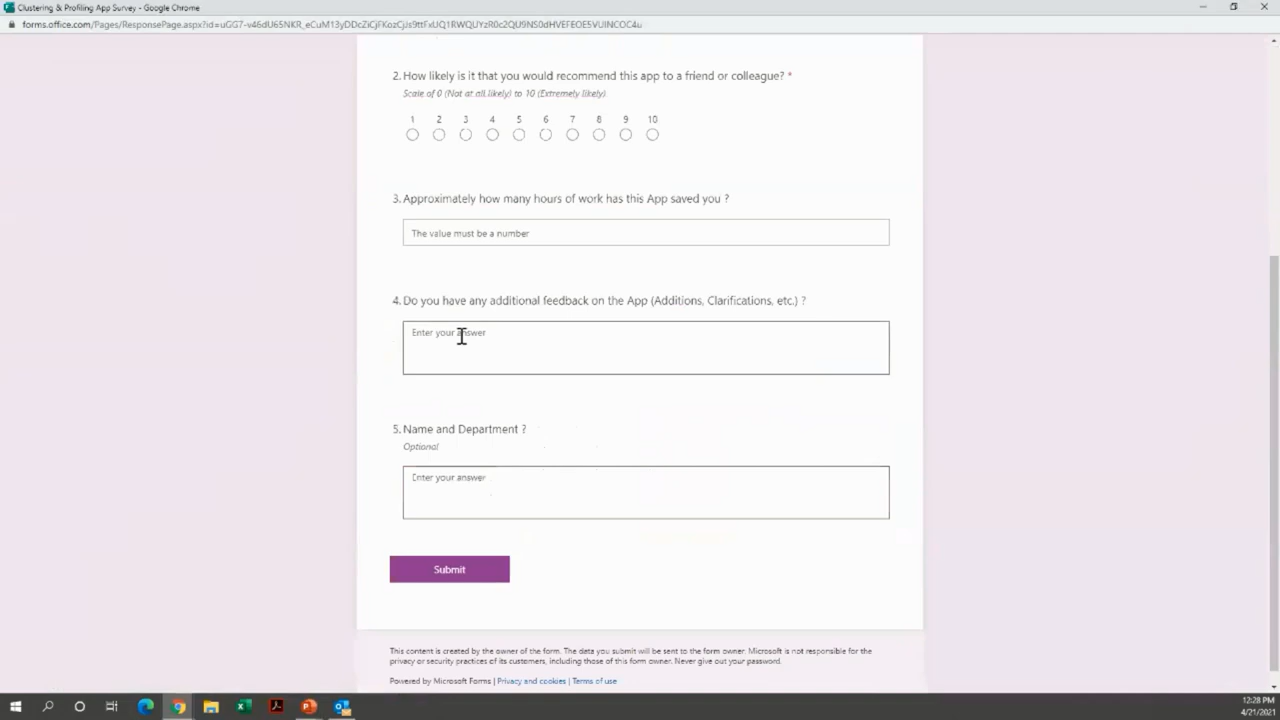 Clustering & Profiling App Survey - Google Chrome
2. How likely is it that you would recommend this app to a friend or colleague? *
Scale of 0 (Not at all likely) to 10 (Extremely likely)
1 2 3 4 5 6 7 8 9 10
3. Approximately how many hours of work has this App saved you ?
The value must be a number
4. Do you have any additional feedback on the App (Additions, Clarifications, etc.) ?
Enter your answer
5. Name and Department ?
Optional
Enter your answer
Submit
This content is created by the owner of the form. The data you submit will be sent to the form owner. Microsoft is not responsible for the
privacy or security practices of its customers, including those of this form owner. Never give out your password.
Powered by Microsoft Forms | Privacy and cookies | Terms of use
12:28 PM
4/21/2021